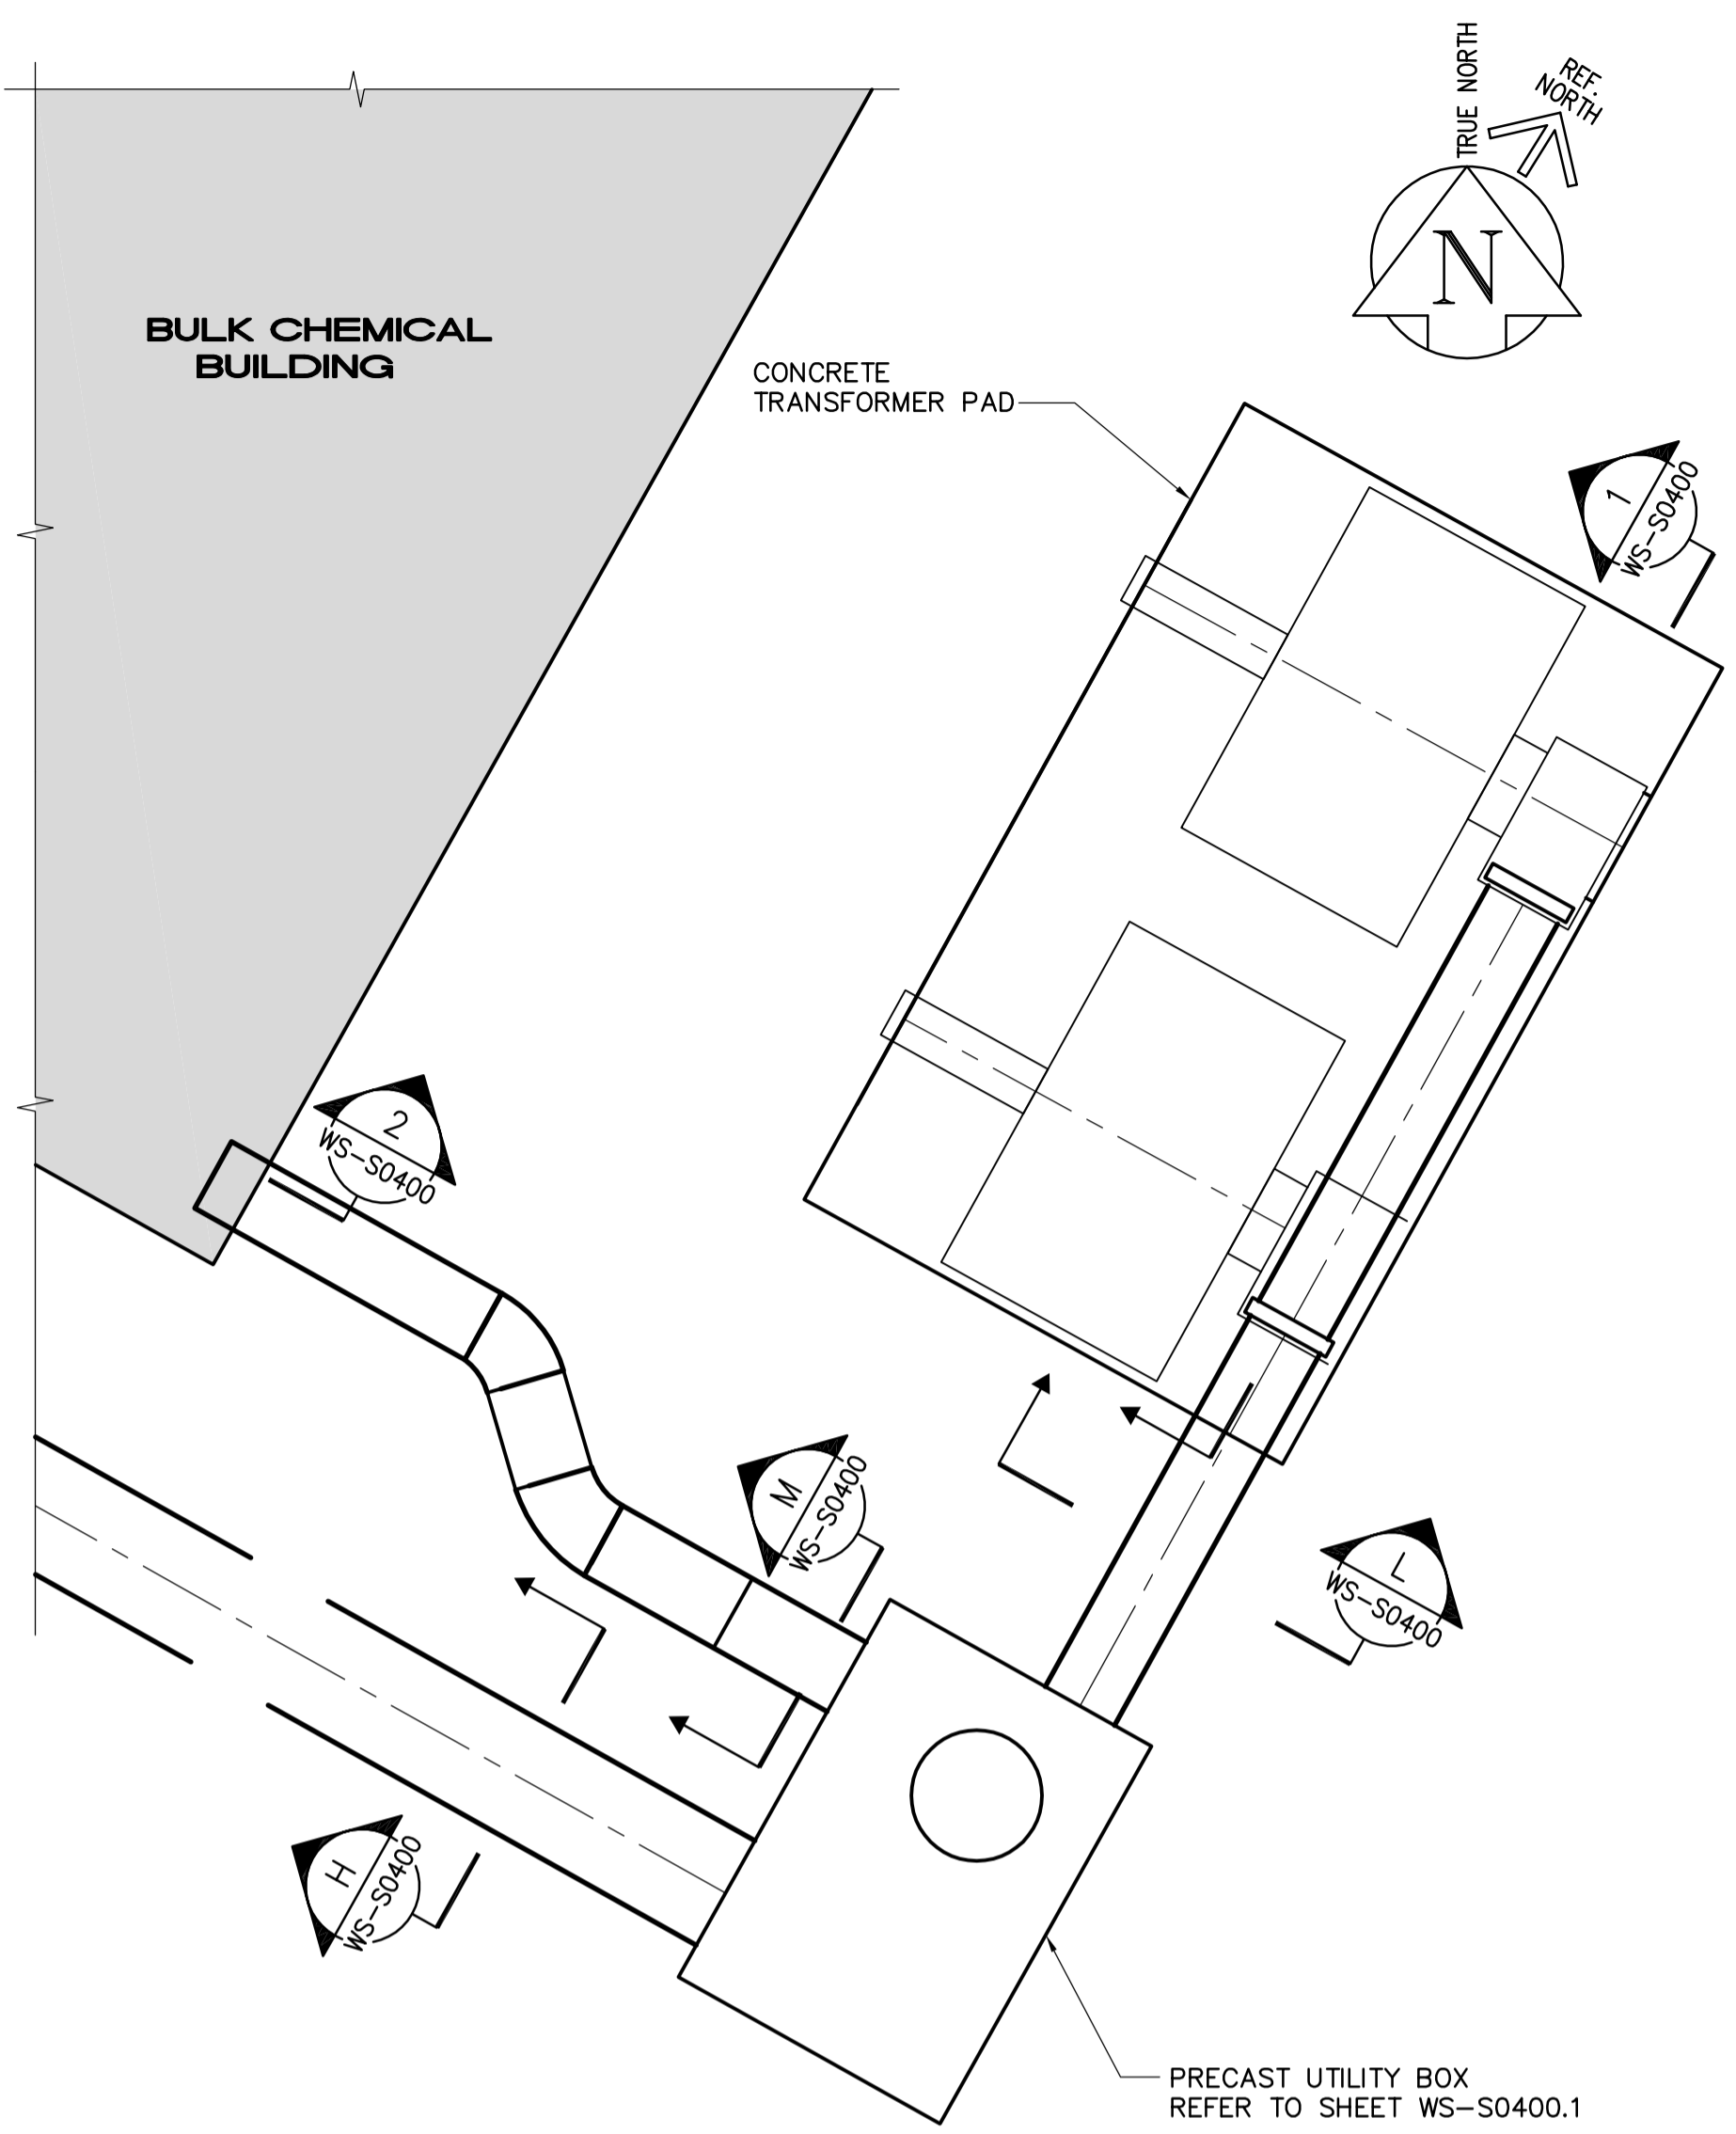 TRUE NORTH
REF.
NORTH
N
BULK CHEMICAL
BUILDING
CONCRETE
TRANSFORMER PAD
1
WS-S0400
2
WS-S0400
M
WS-S0400
L
WS-S0400
H
WS-S0400
PRECAST UTILITY BOX
REFER TO SHEET WS-S0400.1